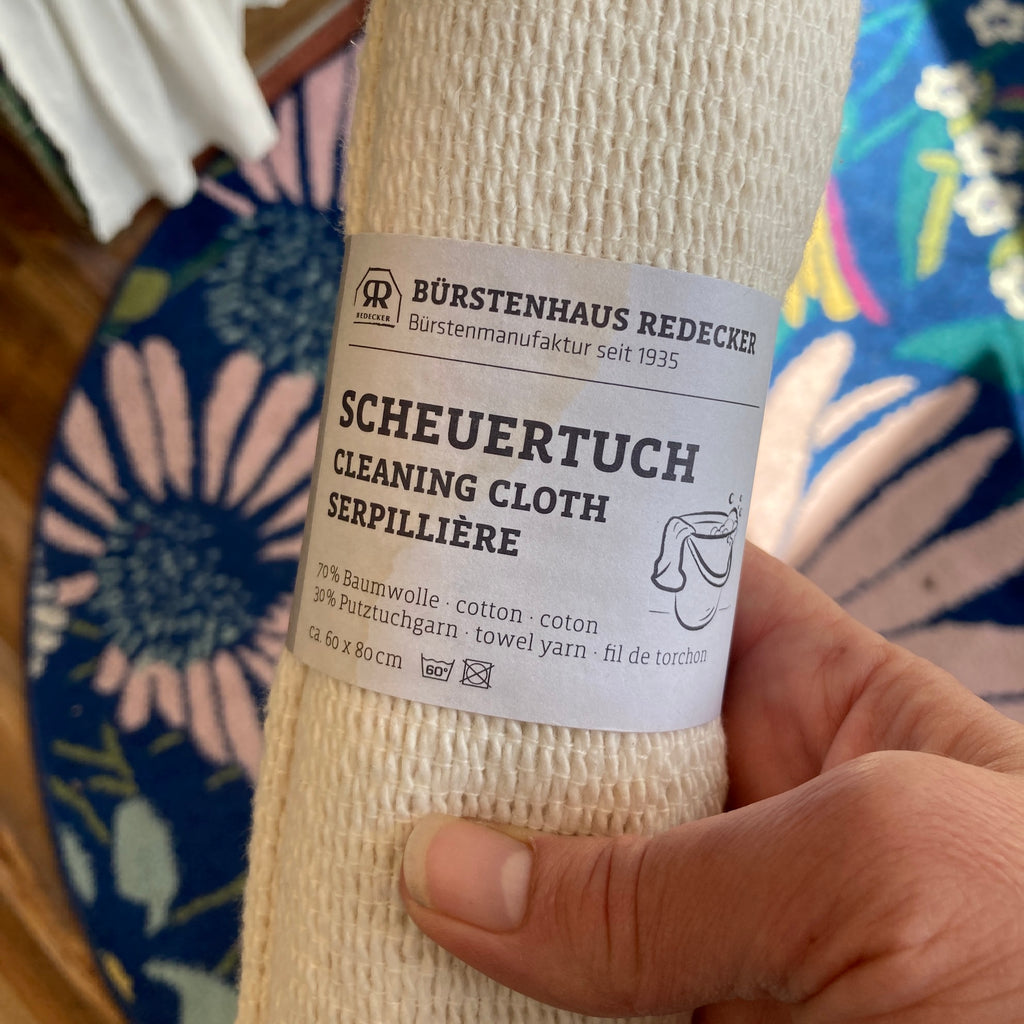 RR
REDECKER
BÜRSTENHAUS REDECKER
Bürstenmanufaktur seit 1935
SCHEUERTUCH
CLEANING CLOTH
SERPILLIÈRE
70% Baumwolle · cotton · coton
30% Putztuchgarn · towel yarn · fil de torchon
ca. 60 x 80 cm 60°